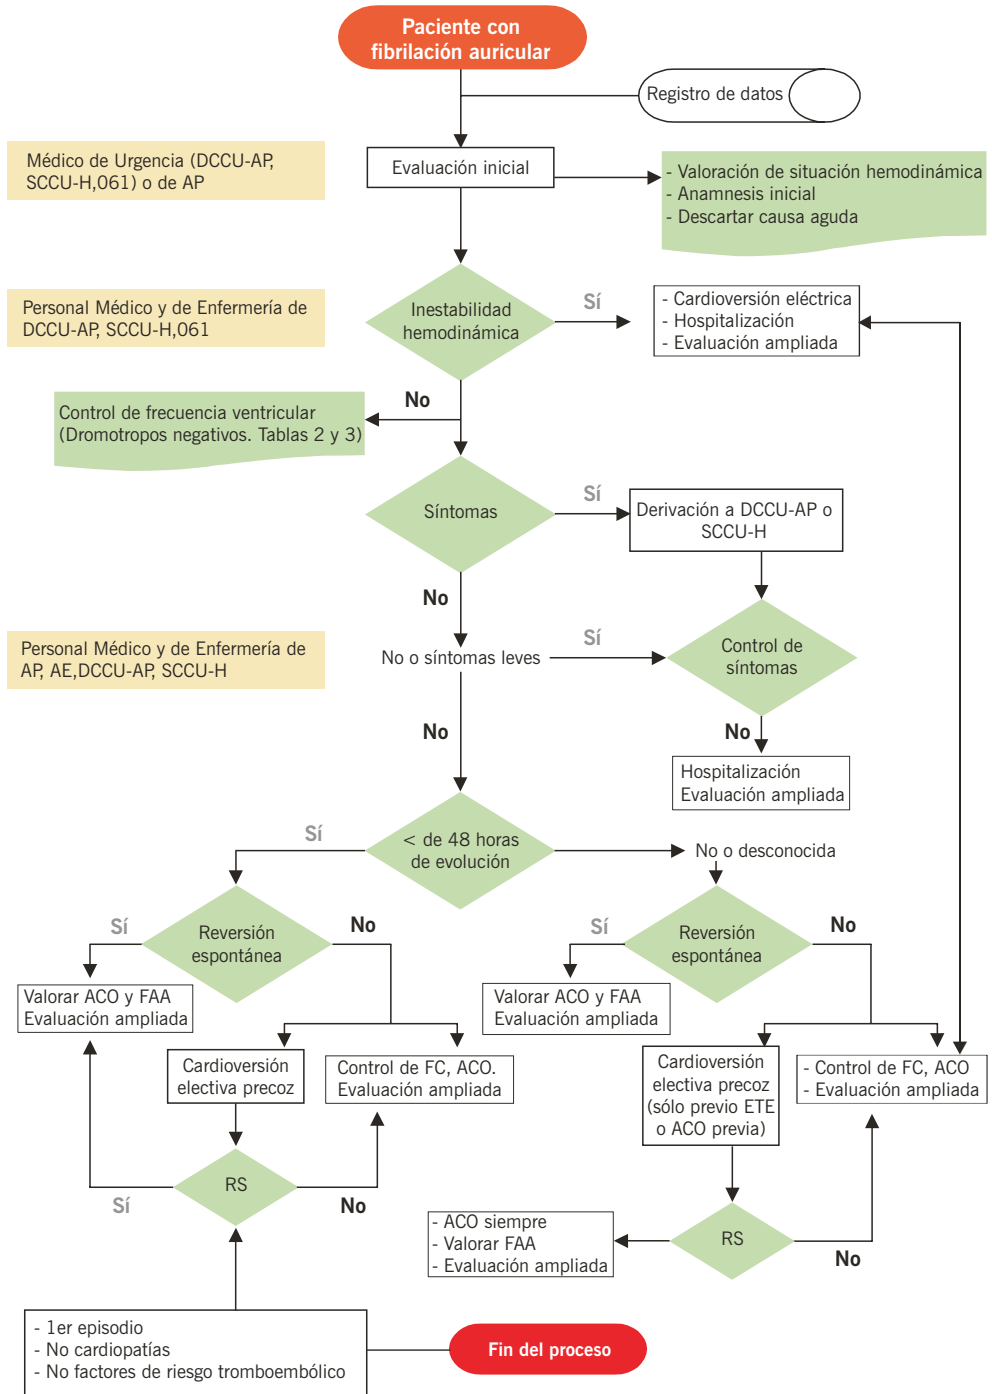 Paciente con
fibrilación auricular
Registro de datos
Médico de Urgencia (DCCU-AP,
SCCU-H,061) o de AP
Evaluación inicial
- Valoración de situación hemodinámica
- Anamnesis inicial
- Descartar causa aguda
Personal Médico y de Enfermería de
DCCU-AP, SCCU-H,061
Inestabilidad
hemodinámica
Sí
- Cardioversión eléctrica
- Hospitalización
- Evaluación ampliada
No
Control de frecuencia ventricular
(Dromotropos negativos. Tablas 2 y 3)
Síntomas
Sí
Derivación a DCCU-AP o
SCCU-H
No
Personal Médico y de Enfermería de
AP, AE,DCCU-AP, SCCU-H
No o síntomas leves
Sí
Control de
síntomas
No
No
Hospitalización
Evaluación ampliada
Sí
< de 48 horas
de evolución
No o desconocida
Sí
Reversión
espontánea
No
Sí
Reversión
espontánea
No
Valorar ACO y FAA
Evaluación ampliada
Valorar ACO y FAA
Evaluación ampliada
Cardioversión
electiva precoz
Control de FC, ACO.
Evaluación ampliada
Cardioversión
electiva precoz
(sólo previo ETE
o ACO previa)
- Control de FC, ACO
- Evaluación ampliada
RS
Sí
No
- ACO siempre
- Valorar FAA
- Evaluación ampliada
RS
No
- 1er episodio
- No cardiopatías
- No factores de riesgo tromboembólico
Fin del proceso